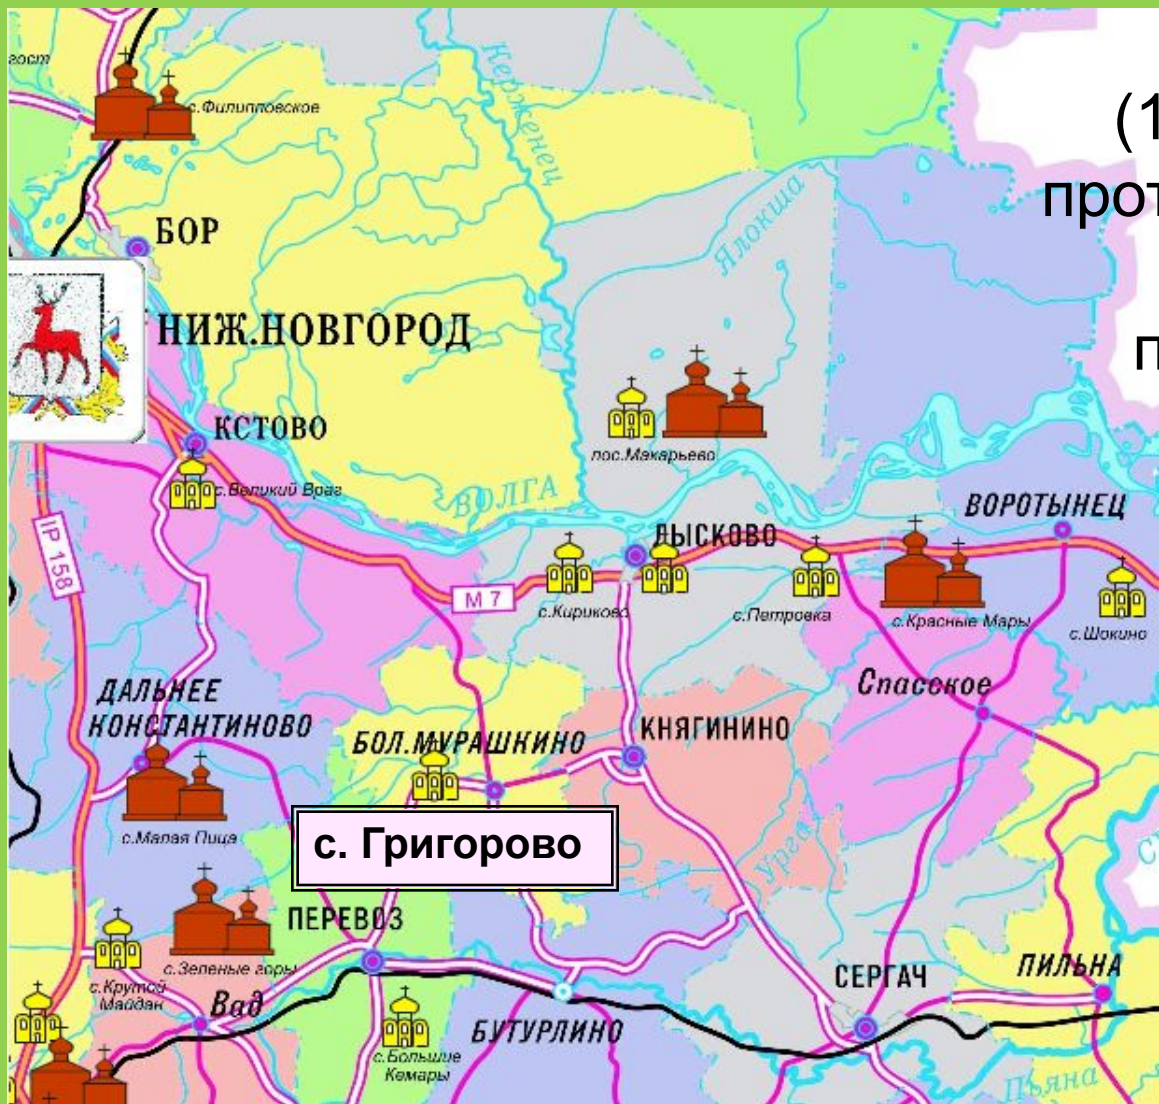 гост
с.Филипповское
Керженец
(1
прот
БОР
Ялокша
НИЖ.НОВГОРОД
п
КСТОВО
с.Великий Враг
пос.Макарьево
ВОЛГА
ВОРОТЫНЕЦ
ЛЫСКОВО
IP 158
М 7
с.Кириково
с.Петровка
с.Красные Мары
с.Шокино
ДАЛЬНЕЕ
КОНСТАНТИНОВО
Спасское
БОЛ.МУРАШКИНО
КНЯГИНИНО
с.Малая Пица
с. Григорово
Урга
ПЕРЕВОЗ
с.Зеленые горы
с.Крутой
Майдан
Вад
СЕРГАЧ
ПИЛЬНА
БУТУРЛИНО
с.Большие
Кемары
Пьяна